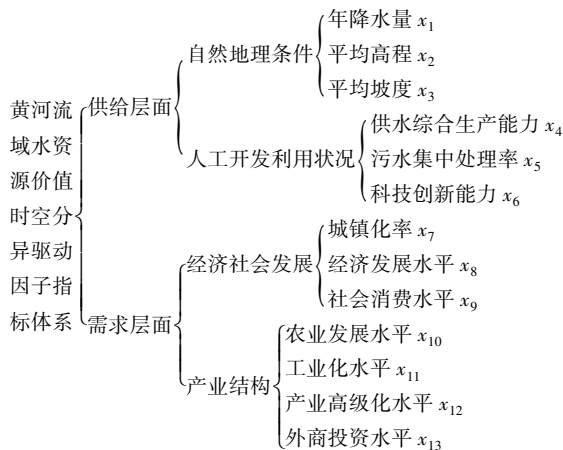 黄河流
域水资
源价值
时空分
异驱动
因子指
标体系
供给层面
自然地理条件
年降水量 x1
平均高程 x2
平均坡度 x3
人工开发利用状况
供水综合生产能力 x4
污水集中处理率 x5
科技创新能力 x6
需求层面
经济社会发展
城镇化率 x7
经济发展水平 x8
社会消费水平 x9
产业结构
农业发展水平 x10
工业化水平 x11
产业高级化水平 x12
外商投资水平 x13